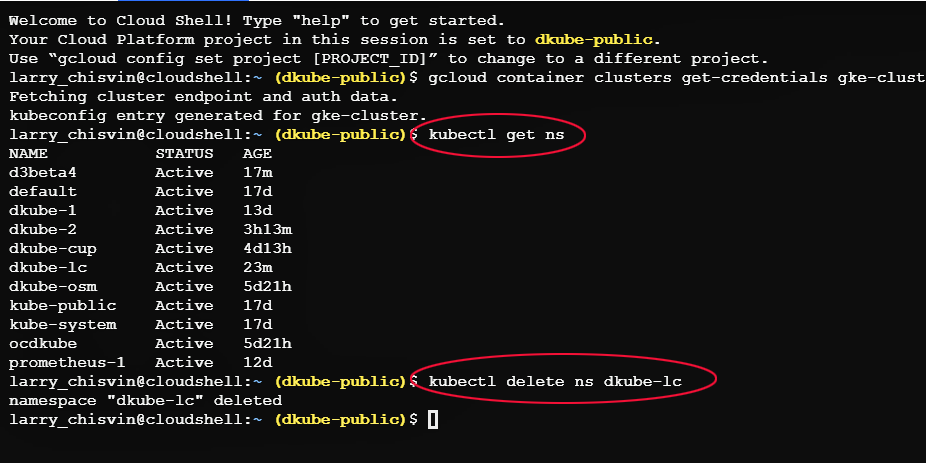 Welcome to Cloud Shell! Type "help" to get started.
Your Cloud Platform project in this session is set to dkube-public.
Use “gcloud config set project [PROJECT_ID]” to change to a different project.
larry_chisvin@cloudshell:~ (dkube-public)$ gcloud container clusters get-credentials gke-clust
Fetching cluster endpoint and auth data.
kubeconfig entry generated for gke-cluster.
larry_chisvin@cloudshell:~ (dkube-public)$ kubectl get ns
NAME STATUS AGE
d3beta4 Active 17m
default Active 17d
dkube-1 Active 13d
dkube-2 Active 3h13m
dkube-cup Active 4d13h
dkube-lc Active 23m
dkube-osm Active 5d21h
kube-public Active 17d
kube-system Active 17d
ocdkube Active 5d21h
prometheus-1 Active 12d
larry_chisvin@cloudshell:~ (dkube-public)$ kubectl delete ns dkube-lc
namespace "dkube-lc" deleted
larry_chisvin@cloudshell:~ (dkube-public)$